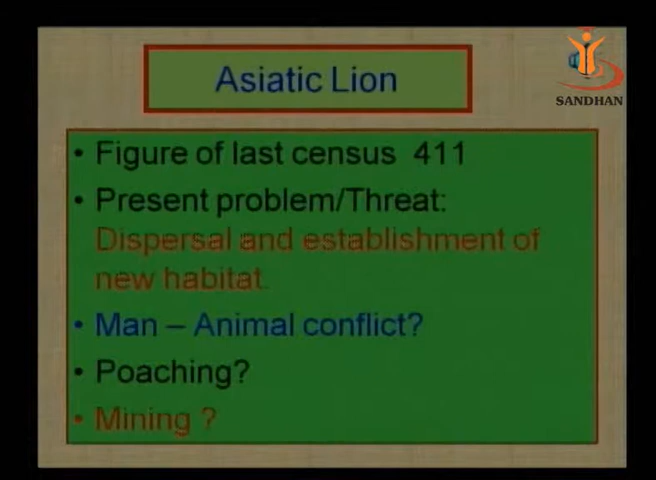 Asiatic Lion
SANDHAN
• Figure of last census 411
• Present problem/Threat:
Dispersal and establishment of
new habitat.
• Man – Animal conflict?
• Poaching?
• Mining ?